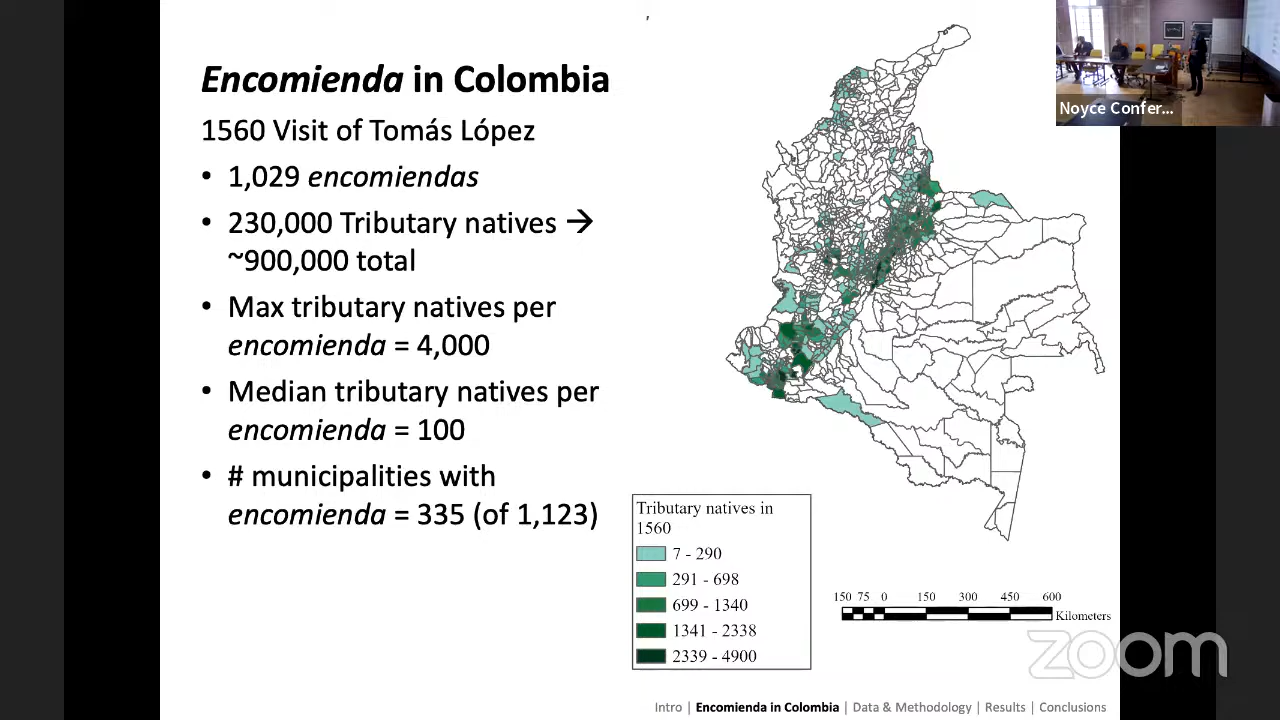 Encomienda in Colombia
1560 Visit of Tomás López
• 1,029 encomiendas
• 230,000 Tributary natives →
~900,000 total
• Max tributary natives per
encomienda = 4,000
• Median tributary natives per
encomienda = 100
• # municipalities with
encomienda = 335 (of 1,123)
Noyce Confer...
Tributary natives in
1560
7 - 290
291 - 698
699 - 1340
1341 - 2338
2339 - 4900
150 75 0 150 300 450 600
Kilometers
zoom
Intro | Encomienda in Colombia | Data & Methodology | Results | Conclusions